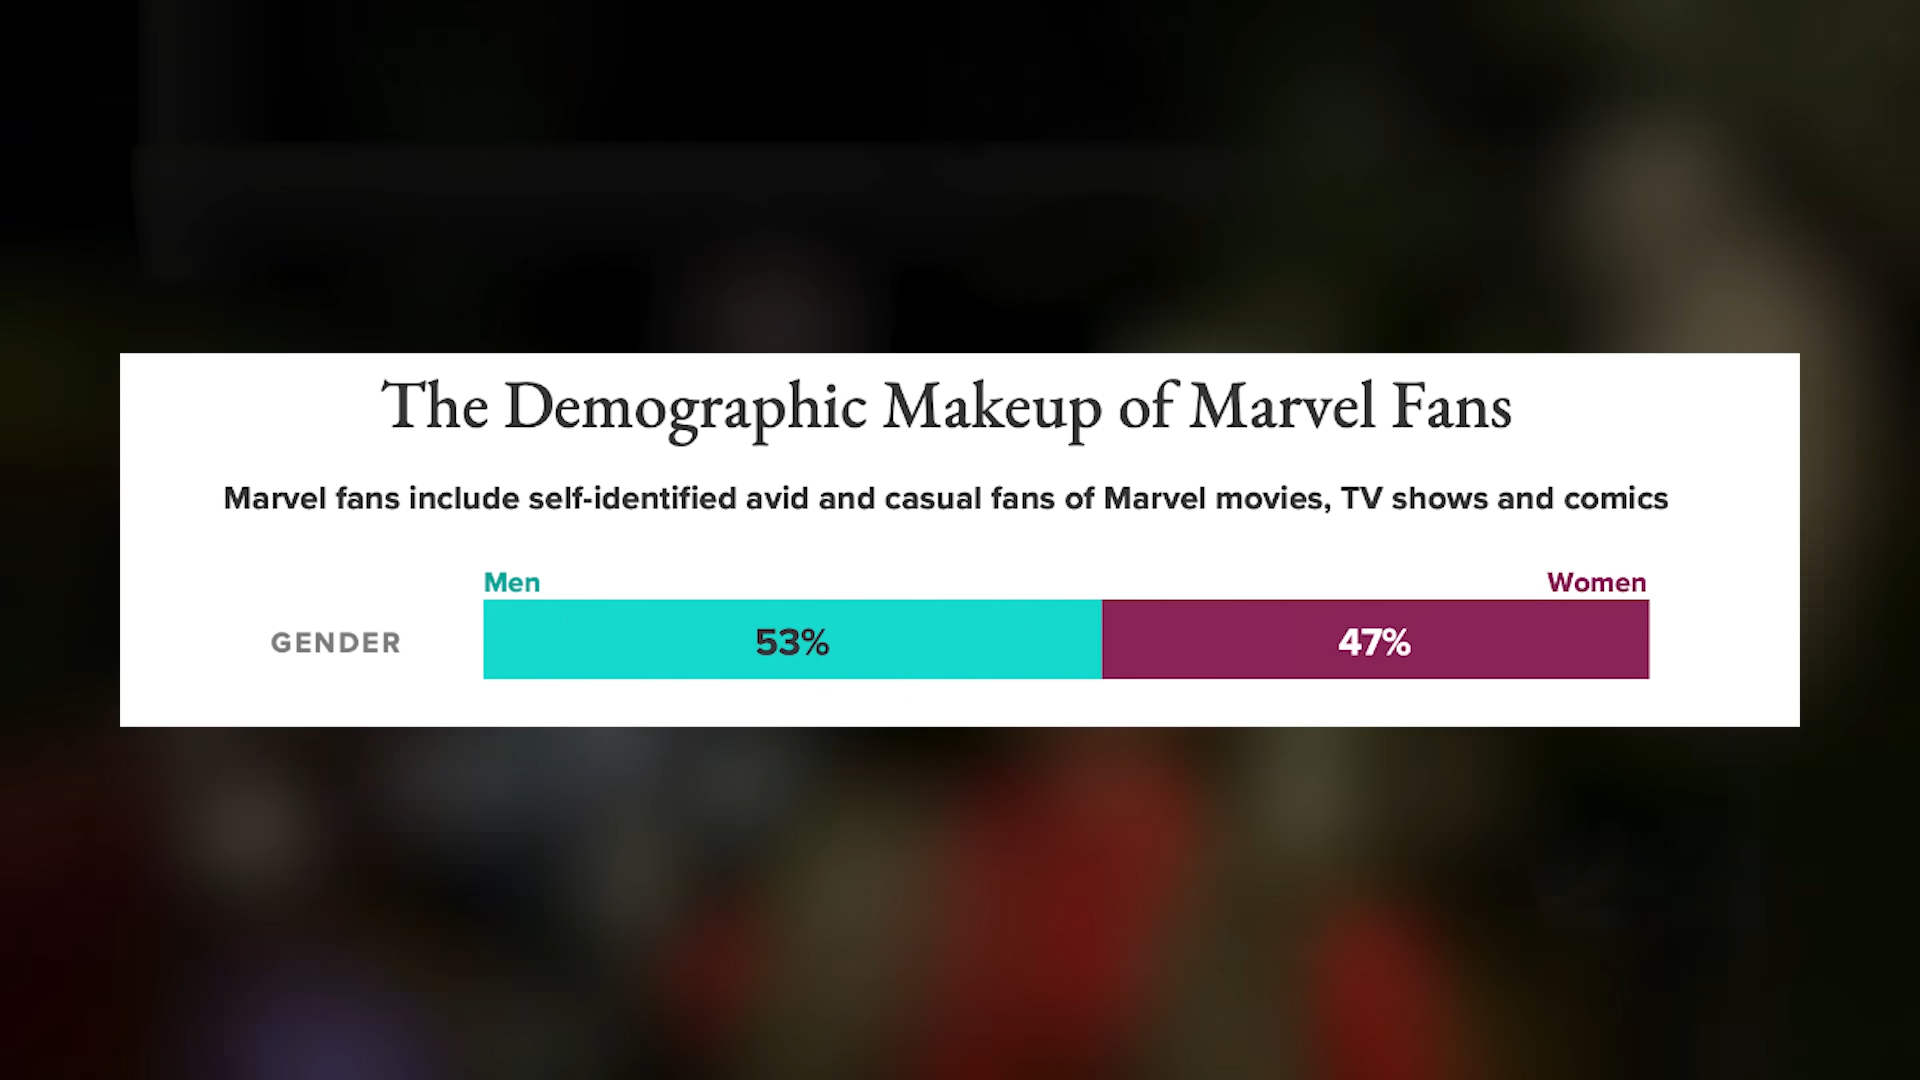 The Demographic Makeup of Marvel Fans
Marvel fans include self-identified avid and casual fans of Marvel movies, TV shows and comics
Men Women
GENDER 53% 47%